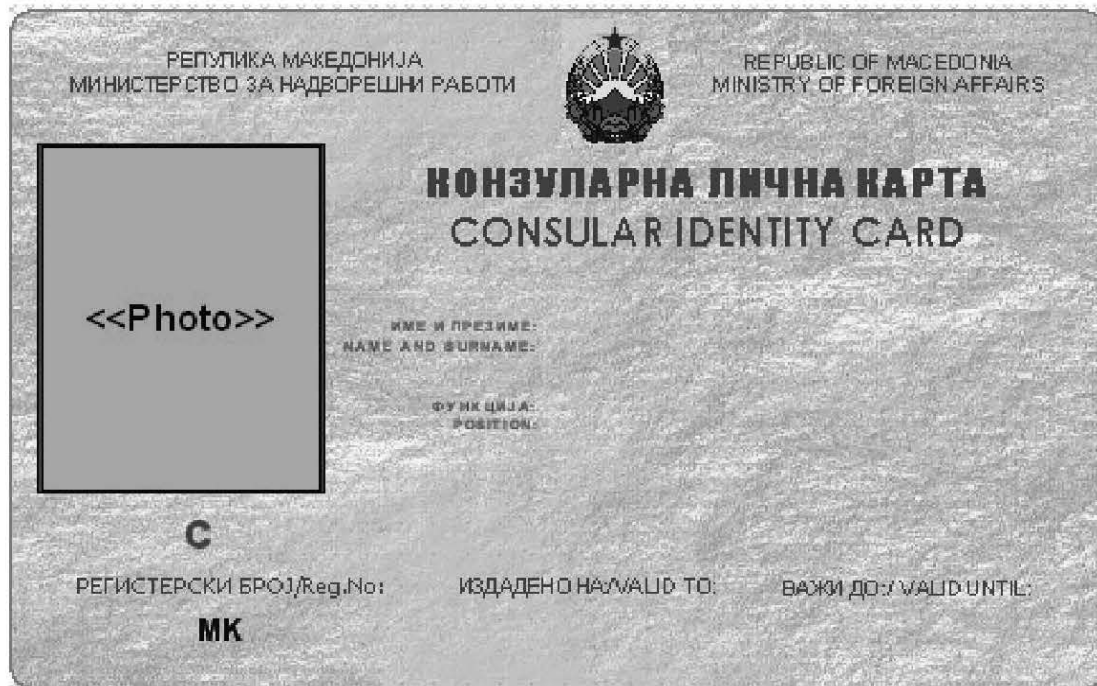 РЕПУЛИКА МАКЕДОНИЈА
МИНИСТЕРСТВО ЗА НАДВОРЕШНИ РАБОТИ
REPUBLIC OF MACEDONIA
MINISTRY OF FOREIGN AFFAIRS
КОНЗУЛАРНА ЛИЧНА КАРТА
CONSULAR IDENTITY CARD
<<Photo>>
ИМЕ И ПРЕЗИМЕ:
NAME AND SURNAME:
ФУНКЦИЈА:
POSITION:
C
РЕГИСТЕРСКИ БРОЈ/Reg.No:
ИЗДАДЕНО НА:/VALID TO:
ВАЖИ ДО:/ VALID UNTIL:
MK